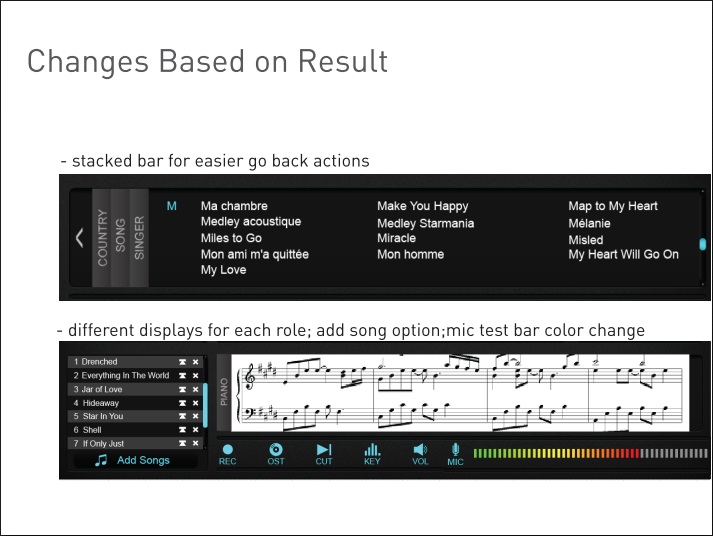 Changes Based on Result
- stacked bar for easier go back actions
COUNTRY
SONG
SINGER
M
Ma chambre
Medley acoustique
Miles to Go
Mon ami m'a quittée
My Love
Make You Happy
Medley Starmania
Miracle
Mon homme
Map to My Heart
Mélanie
Misled
My Heart Will Go On
- different displays for each role; add song option;mic test bar color change
1 Drenched
2 Everything In The World
3 Jar of Love
4 Hideaway
5 Star In You
6 Shell
7 If Only Just
Add Songs
PIANO
REC
OST
CUT
KEY
VOL
MIC